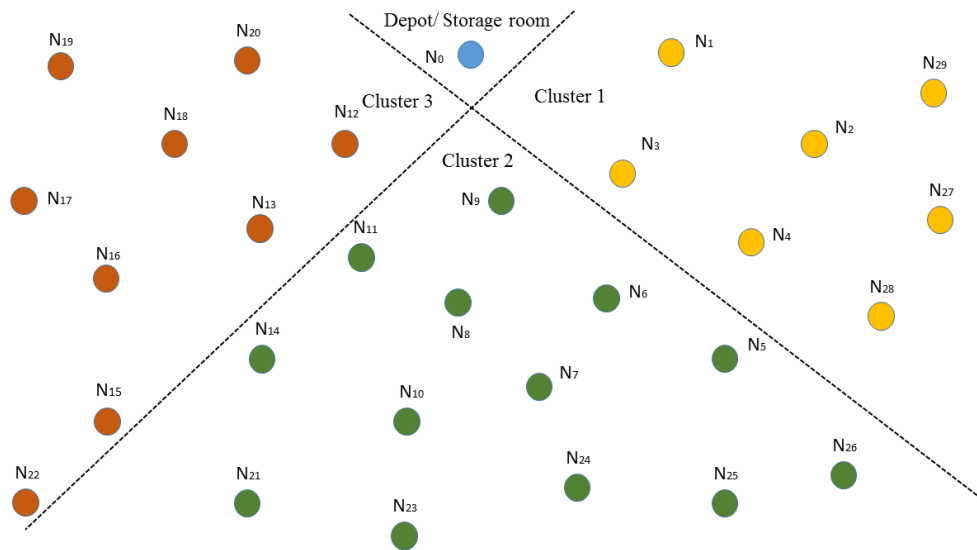 Depot/ Storage room
N19
N20
N0
N1
N29
Cluster 3
Cluster 1
N18
N12
N2
N3
Cluster 2
N17
N9
N27
N13
N11
N4
N16
N6
N28
N14
N8
N5
N7
N15
N10
N22
N21
N24
N26
N25
N23